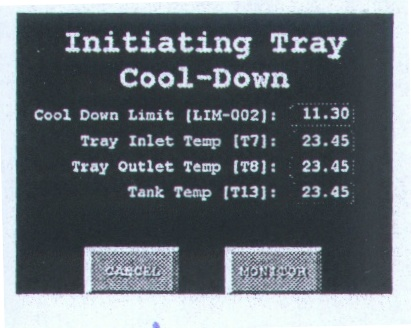 Initiating Tray
Cool-Down
Cool Down Limit [LIM-002]: 11.30
Tray Inlet Temp [T7]: 23.45
Tray Outlet Temp [T8]: 23.45
Tank Temp [T13]: 23.45
CANCEL MONITOR